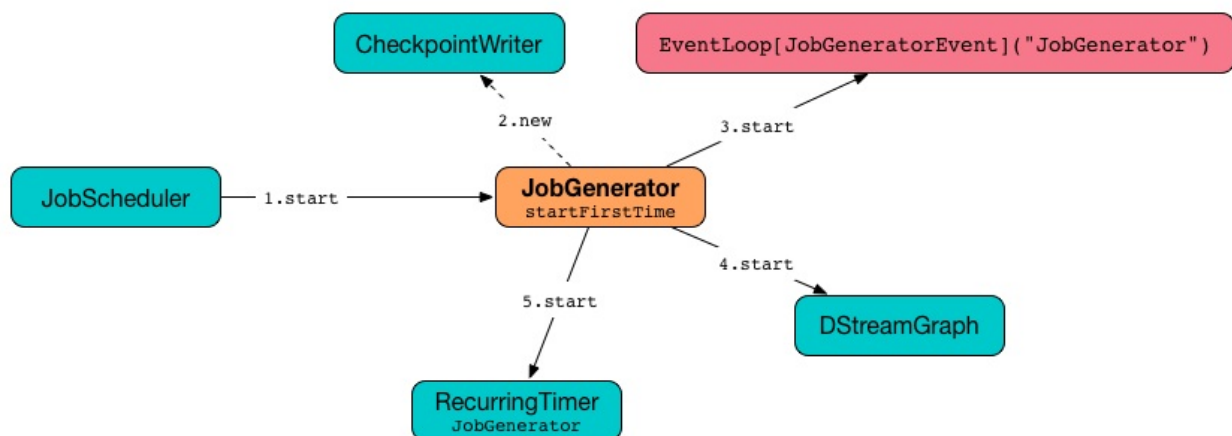 CheckpointWriter
EventLoop[JobGeneratorEvent]("JobGenerator")
2.new
3.start
JobScheduler
1.start
JobGenerator
startFirstTime
4.start
5.start
DStreamGraph
RecurringTimer
JobGenerator